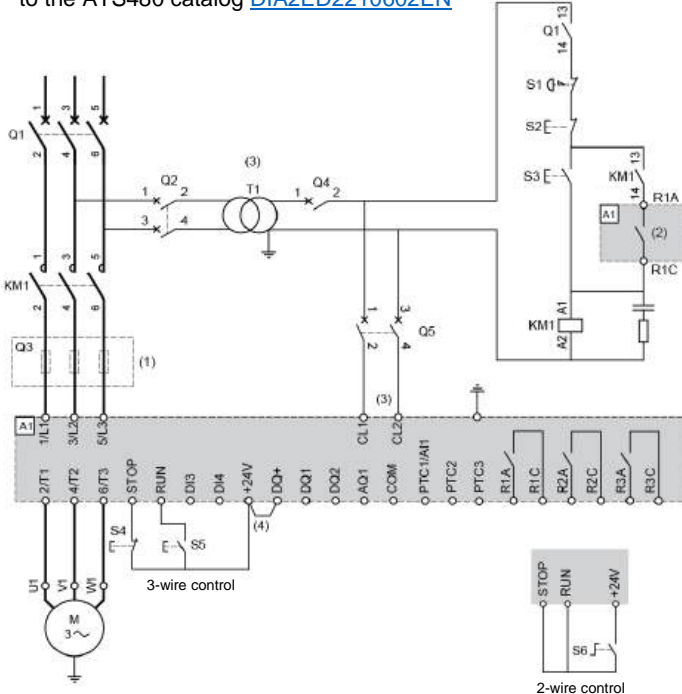 to the ATS480 catalog DIA2ED2210602EN
13
Q1
14
S1
S2
S3
13
KM1
14
R1A
A1
(2)
R1C
A1
KM1
A2
1 3 5
Q1
2 4 6
(3)
Q2
1 2
3 4
T1
Q4
1 2
1 3 5
KM1
2 4 6
Q3
(1)
1 3
Q5
2 4
(3)
A1
1/L1 3/L2 5/L3 CL1 CL2
2/T1 4/T2 6/T3 STOP RUN DI3 DI4 +24V DQ+ DQ1 DQ2 AQ1 COM PTC1/AI1 PTC2 PTC3 R1A R1C R2A R2C R3A R3C
S4
S5
(4)
3-wire control
U1 V1 W1
M
3~
STOP RUN +24V
S6
2-wire control